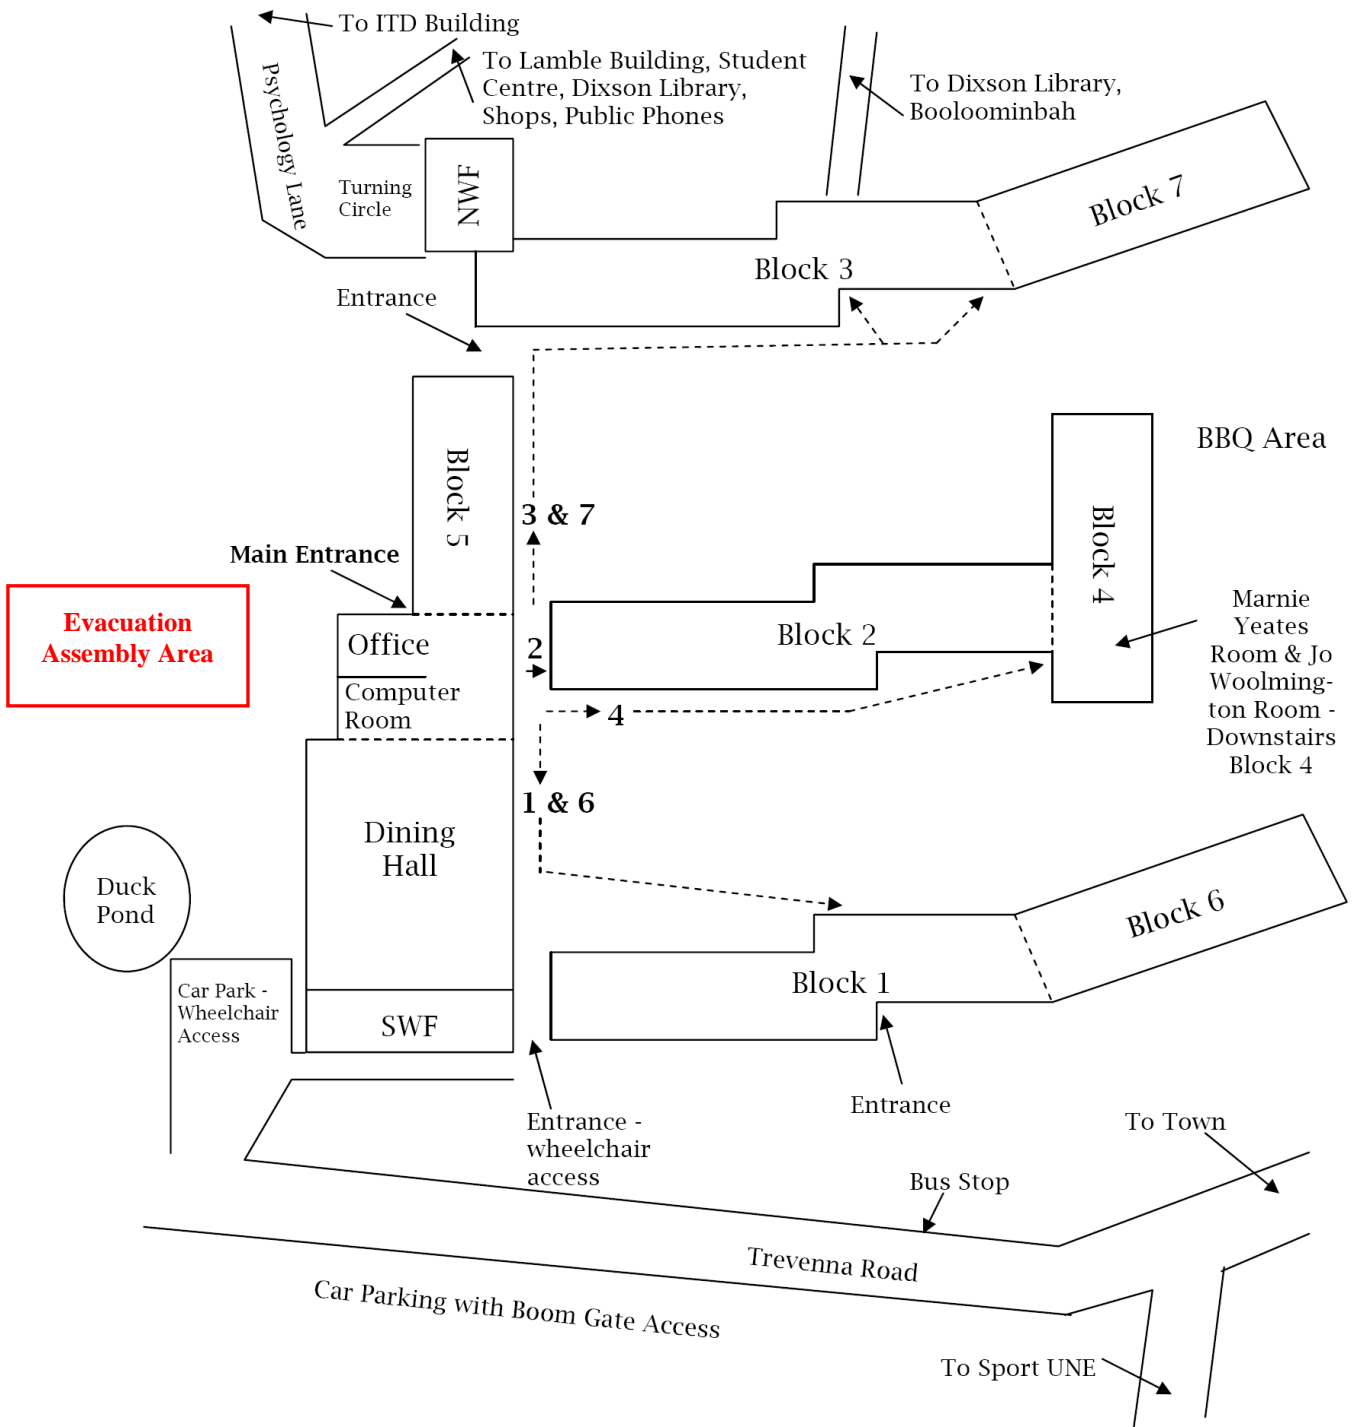 To ITD Building
To Lamble Building, Student
Centre, Dixson Library,
Shops, Public Phones
To Dixson Library,
Booloominbah
Psychology Lane
Turning
Circle
NWF
Block 7
Block 3
Entrance
Block 5
BBQ Area
3 & 7
Main Entrance
Block 4
Evacuation
Assembly Area
Office
2
Block 2
Marnie
Yeates
Room & Jo
Woolming-
ton Room -
Downstairs
Block 4
Computer
Room
4
1 & 6
Dining
Hall
Duck
Pond
Block 6
Car Park -
Wheelchair
Access
SWF
Block 1
Entrance -
wheelchair
access
Entrance
To Town
Bus Stop
Trevenna Road
Car Parking with Boom Gate Access
To Sport UNE